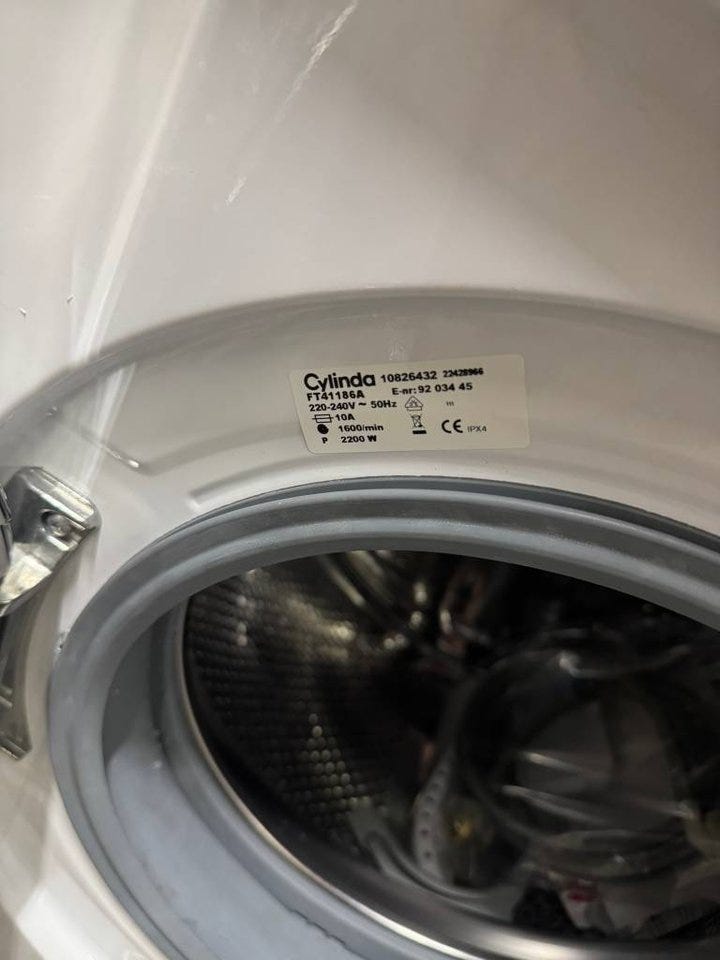 Cylinda 10826432 22428966
FT41186A E-nr: 92 034 45
220-240V ~ 50Hz
10A
1600/min
P 2200 W
CE IPX4